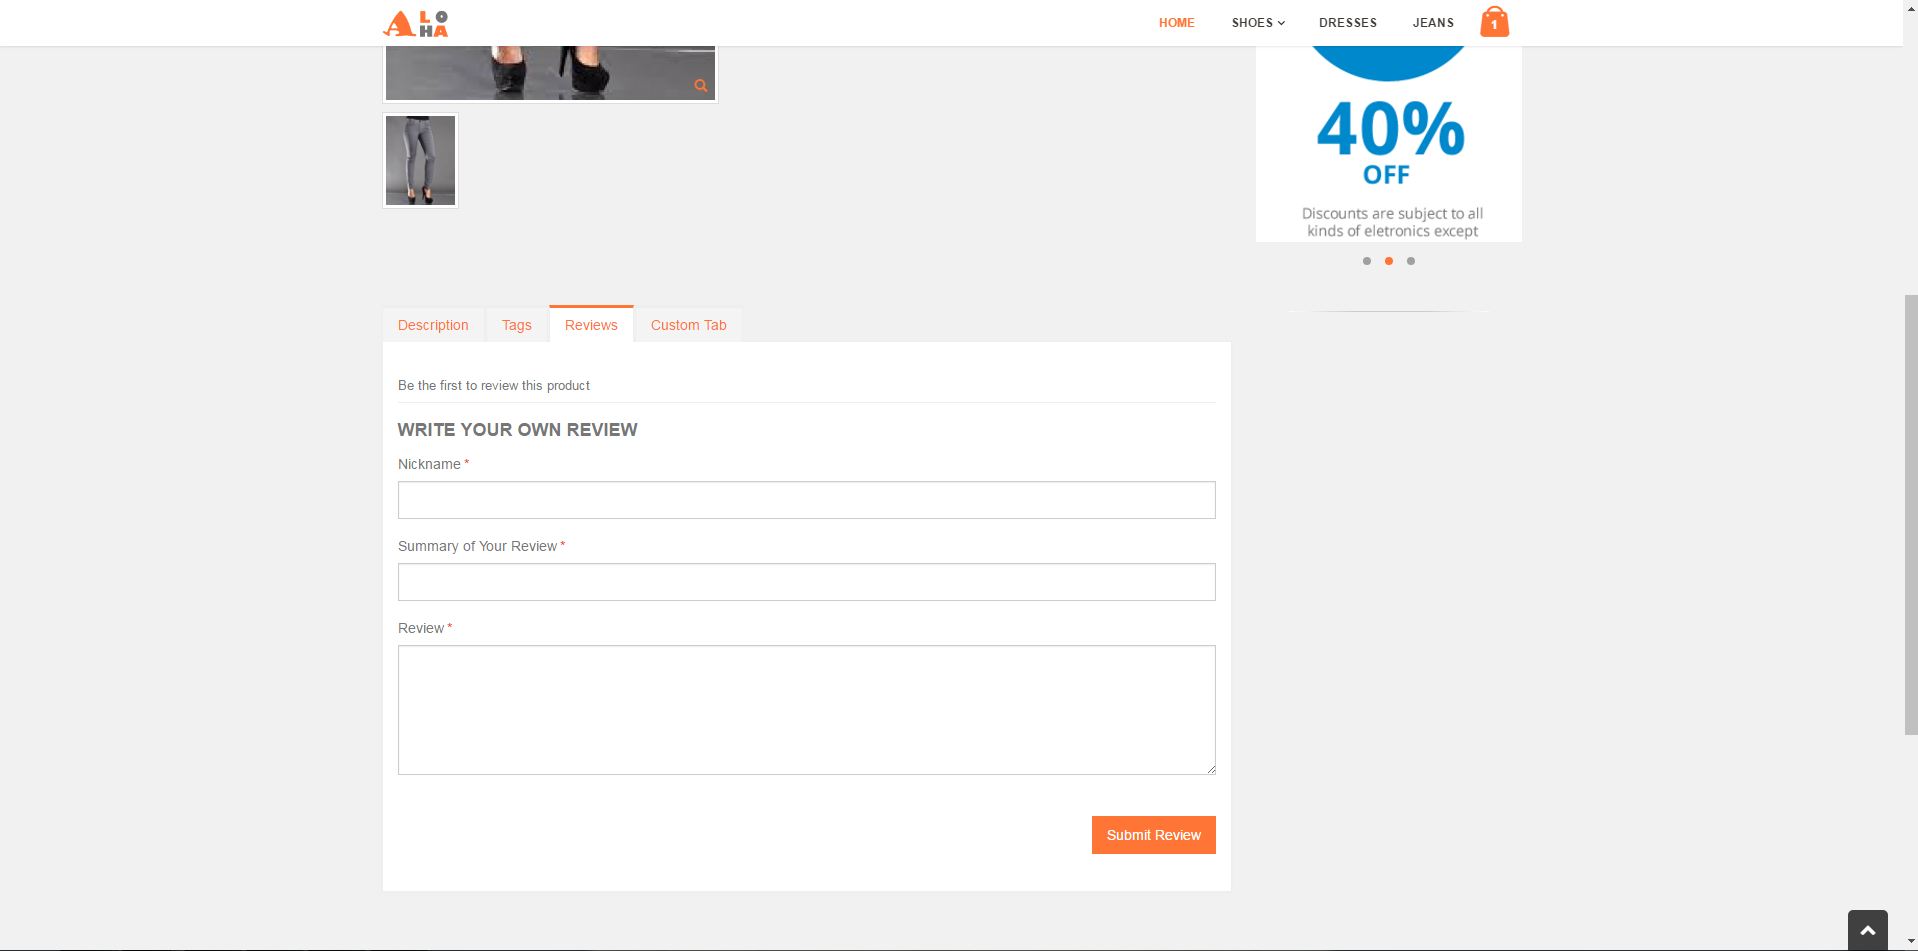 ALOHA
HOME SHOES DRESSES JEANS 1
40%
OFF
Discounts are subject to all
kinds of eletronics except
Description Tags Reviews Custom Tab
Be the first to review this product
WRITE YOUR OWN REVIEW
Nickname *
Summary of Your Review *
Review *
Submit Review